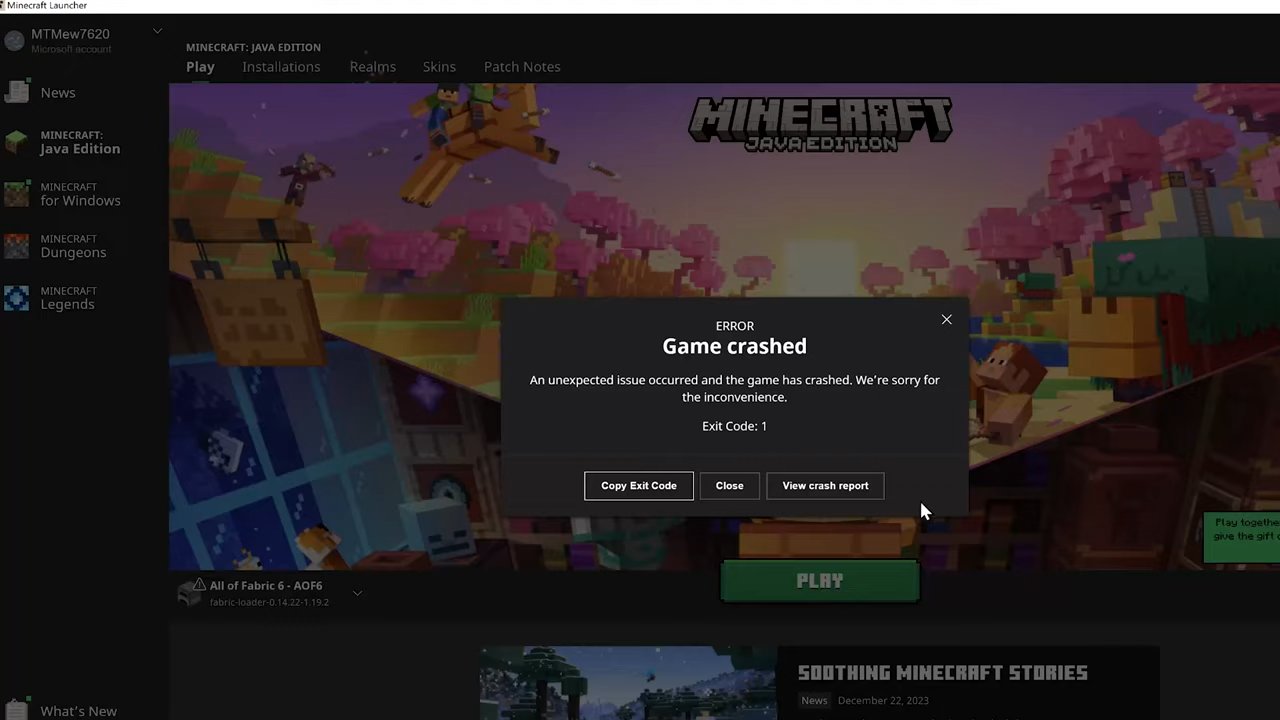 Minecraft Launcher
MTMew7620
Microsoft account
News
MINECRAFT:
Java Edition
MINECRAFT
for Windows
MINECRAFT
Dungeons
MINECRAFT
Legends
What's New
MINECRAFT: JAVA EDITION
Play Installations Realms Skins Patch Notes
MINECRAFT
JAVA EDITION
ERROR
Game crashed
An unexpected issue occurred and the game has crashed. We're sorry for
the inconvenience.
Exit Code: 1
Copy Exit Code Close View crash report
Play togethe
give the gift
All of Fabric 6 - AOF6
fabric-loader-0.14.22-1.19.2
PLAY
SOOTHING MINECRAFT STORIES
News December 22, 2023